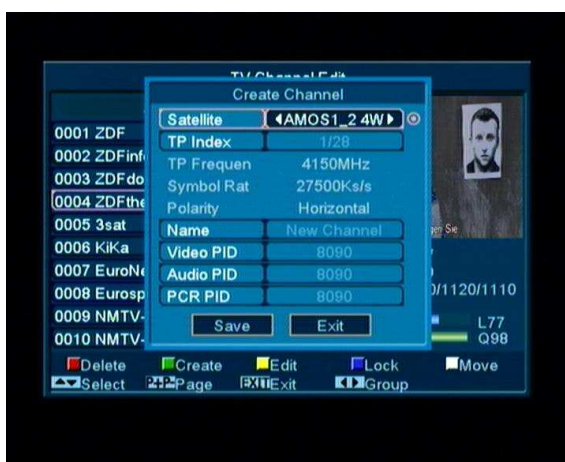 TV Channel Edit
Create Channel
Satellite AMOS1_2 4W
TP Index 1/28
TP Frequen 4150MHz
Symbol Rat 27500Ks/s
Polarity Horizontal
Name New Channel
Video PID 8090
Audio PID 8090
PCR PID 8090
Save Exit
0001 ZDF
0002 ZDFinf
0003 ZDFdo
0004 ZDFthe
0005 3sat
0006 KiKa
0007 EuroNe
0008 Eurosp
0009 NMTV-
0010 NMTV-
gen Sie
0/1120/1110
L77
Q98
Delete Create Edit Lock Move
Select P+P-Page EXIT Exit Group